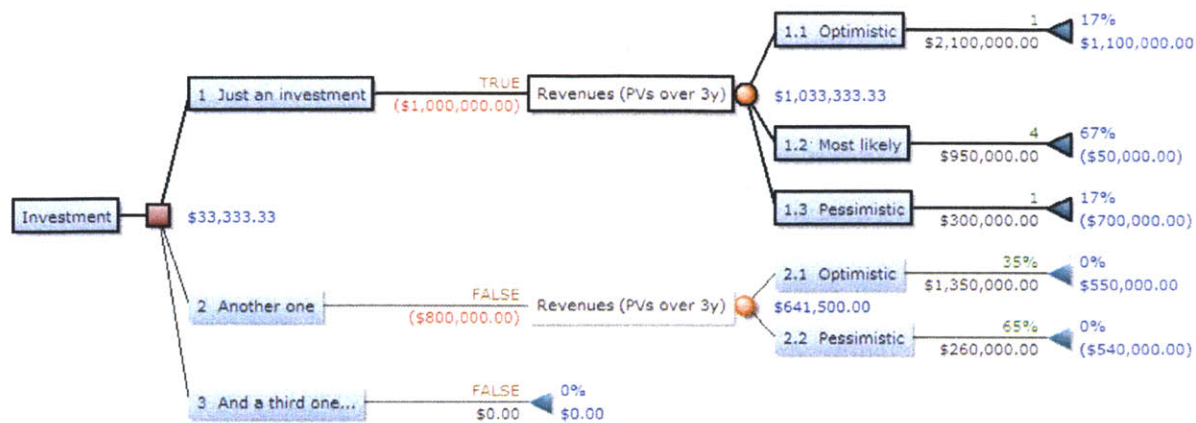 1.1 Optimistic
1
$2,100,000.00
17%
$1,100,000.00
1 Just an investment
TRUE
($1,000,000.00)
Revenues (PVs over 3y)
$1,033,333.33
1.2 Most likely
4
$950,000.00
67%
($50,000.00)
1.3 Pessimistic
1
$300,000.00
17%
($700,000.00)
Investment
$33,333.33
2 Another one
FALSE
($800,000.00)
Revenues (PVs over 3y)
$641,500.00
2.1 Optimistic
35%
$1,350,000.00
0%
$550,000.00
2.2 Pessimistic
65%
$260,000.00
0%
($540,000.00)
3 And a third one...
FALSE
$0.00
0%
$0.00